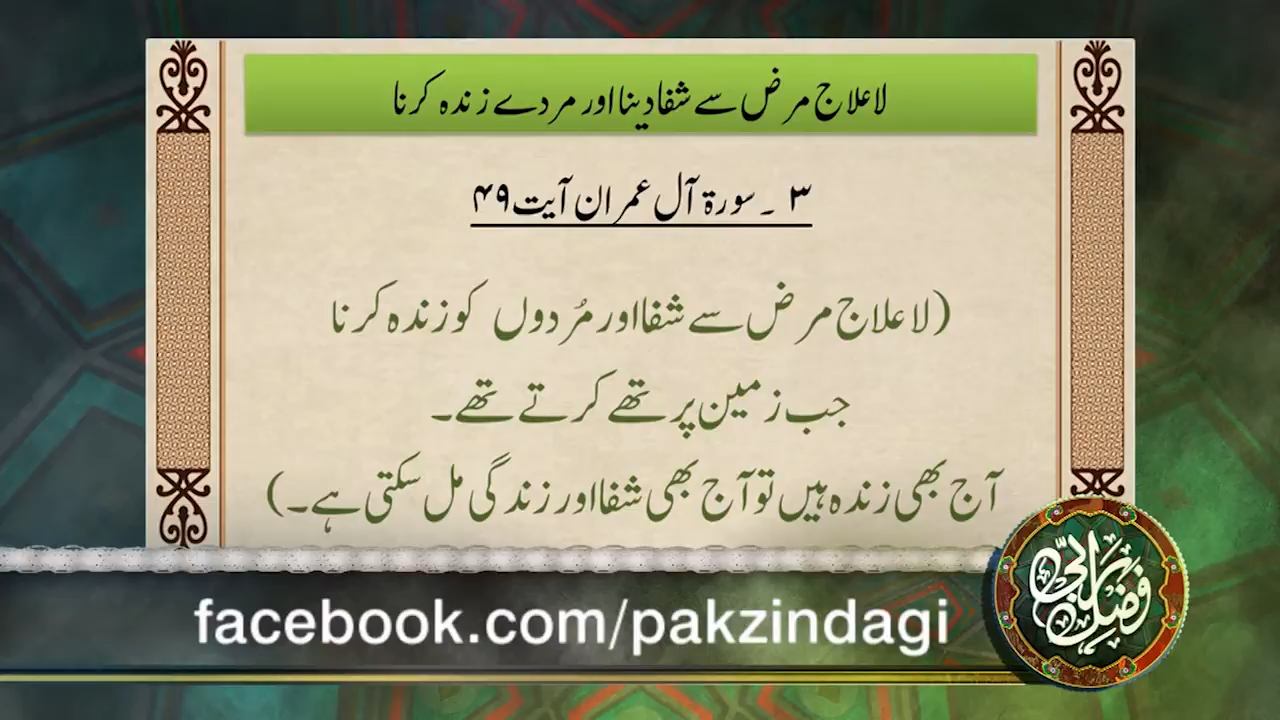 لاعلاج مرض سے شفا دینا اور مردے زندہ کرنا
۳ ۔ سورۃ آل عمران آیت ۴۹
(لاعلاج مرض سے شفا اور مُردوں کو زندہ کرنا
جب زمین پر تھے کرتے تھے۔
آج بھی زندہ ہیں تو آج بھی شفا اور زندگی مل سکتی ہے۔)
facebook.com/pakzindagi
فضلِ ربّی